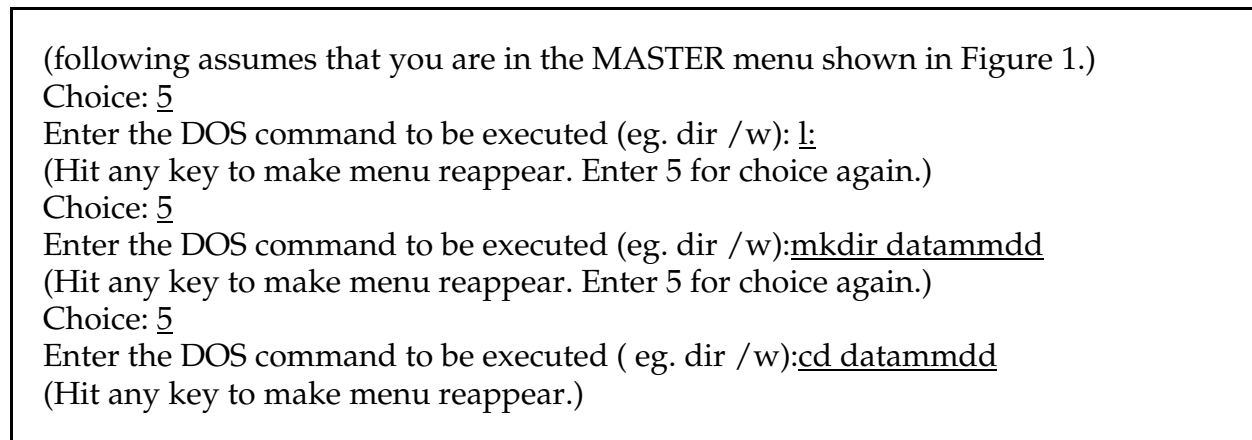 (following assumes that you are in the MASTER menu shown in Figure 1.)
Choice: 5
Enter the DOS command to be executed (eg. dir /w): l:
(Hit any key to make menu reappear. Enter 5 for choice again.)
Choice: 5
Enter the DOS command to be executed (eg. dir /w):mkdir datammdd
(Hit any key to make menu reappear. Enter 5 for choice again.)
Choice: 5
Enter the DOS command to be executed ( eg. dir /w):cd datammdd
(Hit any key to make menu reappear.)